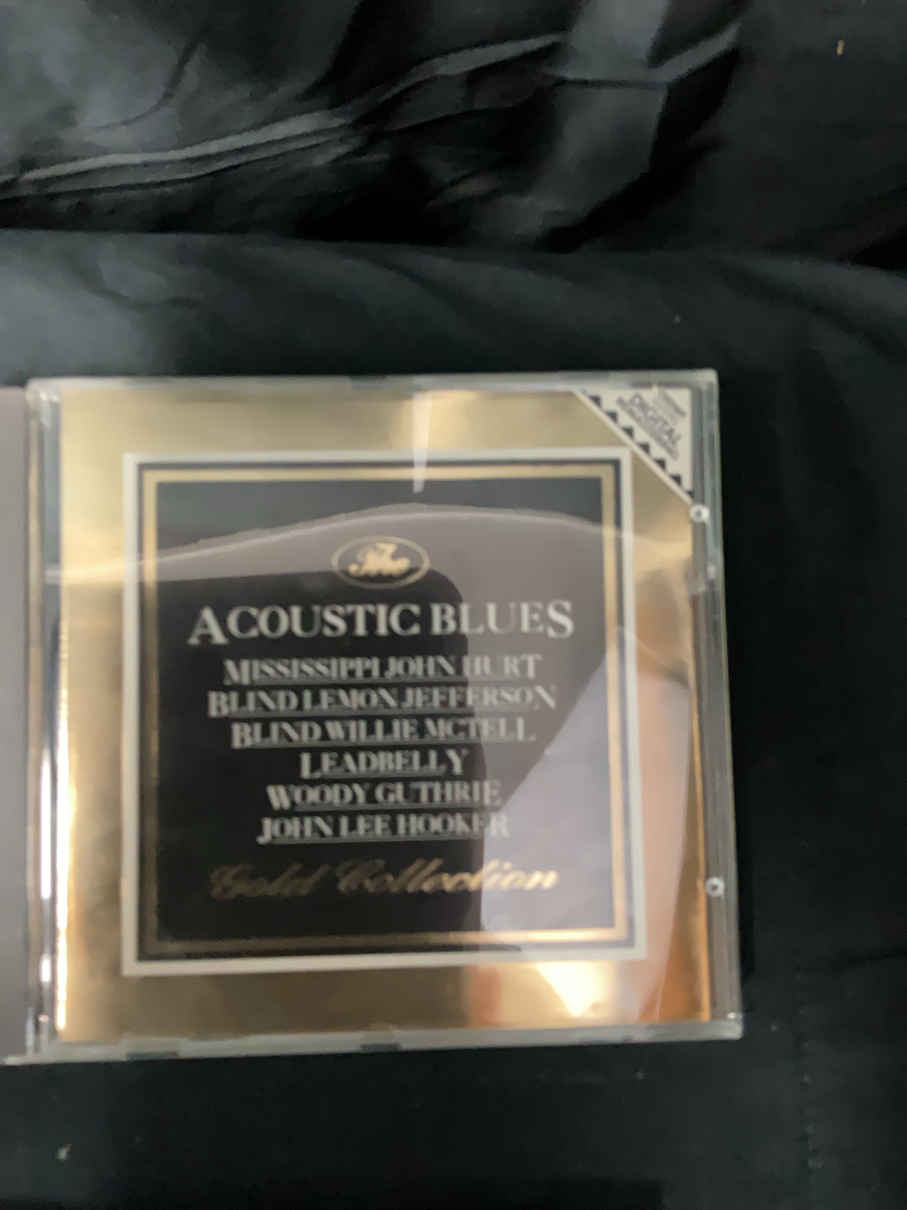 DIGITAL
The
ACOUSTIC BLUES
MISSISSIPPI JOHN HURT
BLIND LEMON JEFFERSON
BLIND WILLIE MCTELL
LEADBELLY
WOODY GUTHRIE
JOHN LEE HOOKER
Gold Collection